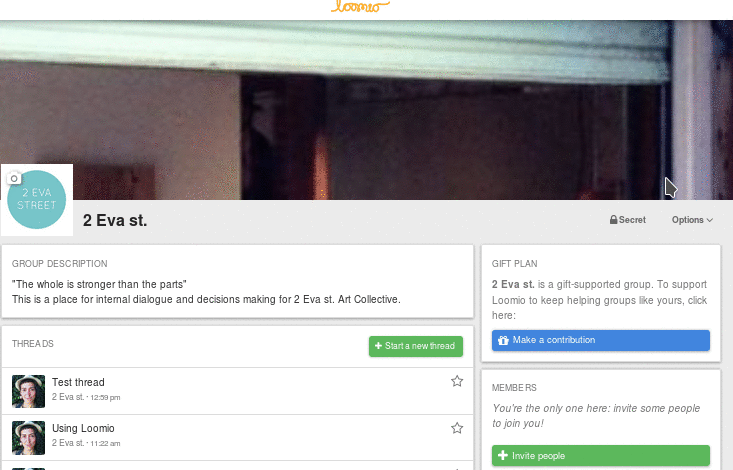 loomio
2 EVA
STREET
2 Eva st.
Secret
Options
GROUP DESCRIPTION
"The whole is stronger than the parts"
This is a place for internal dialogue and decisions making for 2 Eva st. Art Collective.
THREADS
Start a new thread
Test thread
2 Eva st. · 12:59 pm
Using Loomio
2 Eva st. · 11:22 am
GIFT PLAN
2 Eva st. is a gift-supported group. To support
Loomio to keep helping groups like yours, click
here:
Make a contribution
MEMBERS
You're the only one here: invite some people
to join you!
Invite people